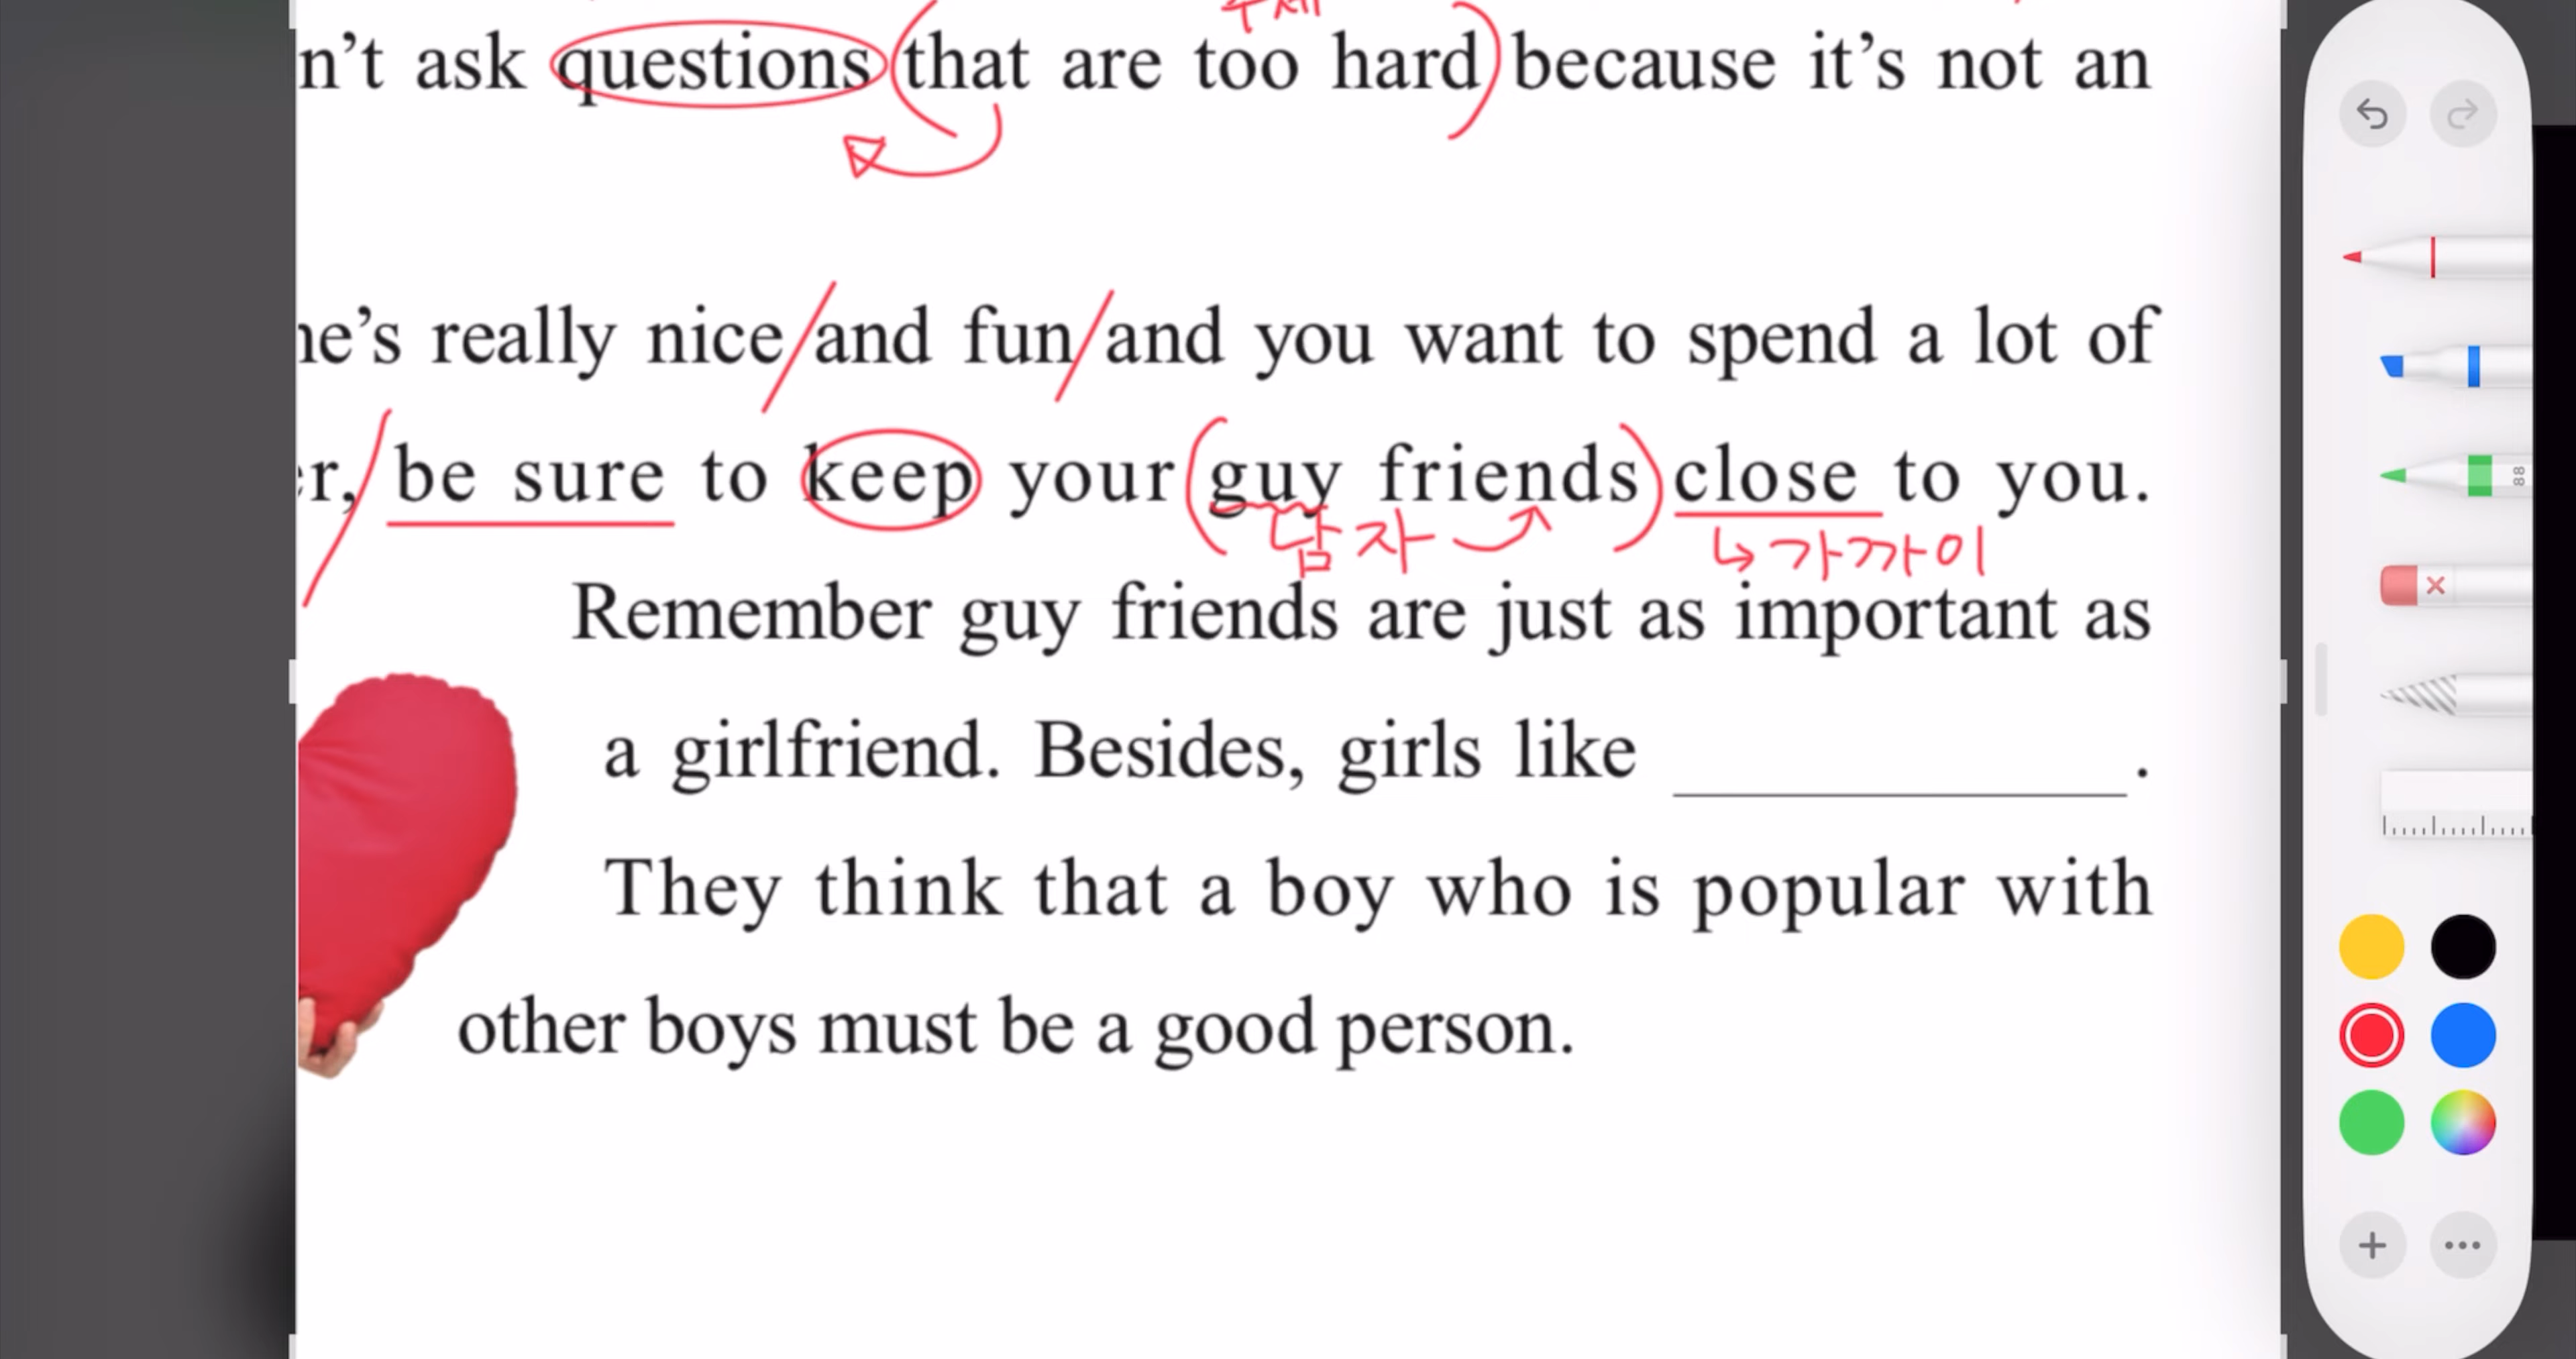 n't ask questions that are too hard because it's not an
he's really nice and fun and you want to spend a lot of
r, be sure to keep your guy friends close to you.
남자
가까이
Remember guy friends are just as important as
a girlfriend. Besides, girls like .
They think that a boy who is popular with
other boys must be a good person.
88